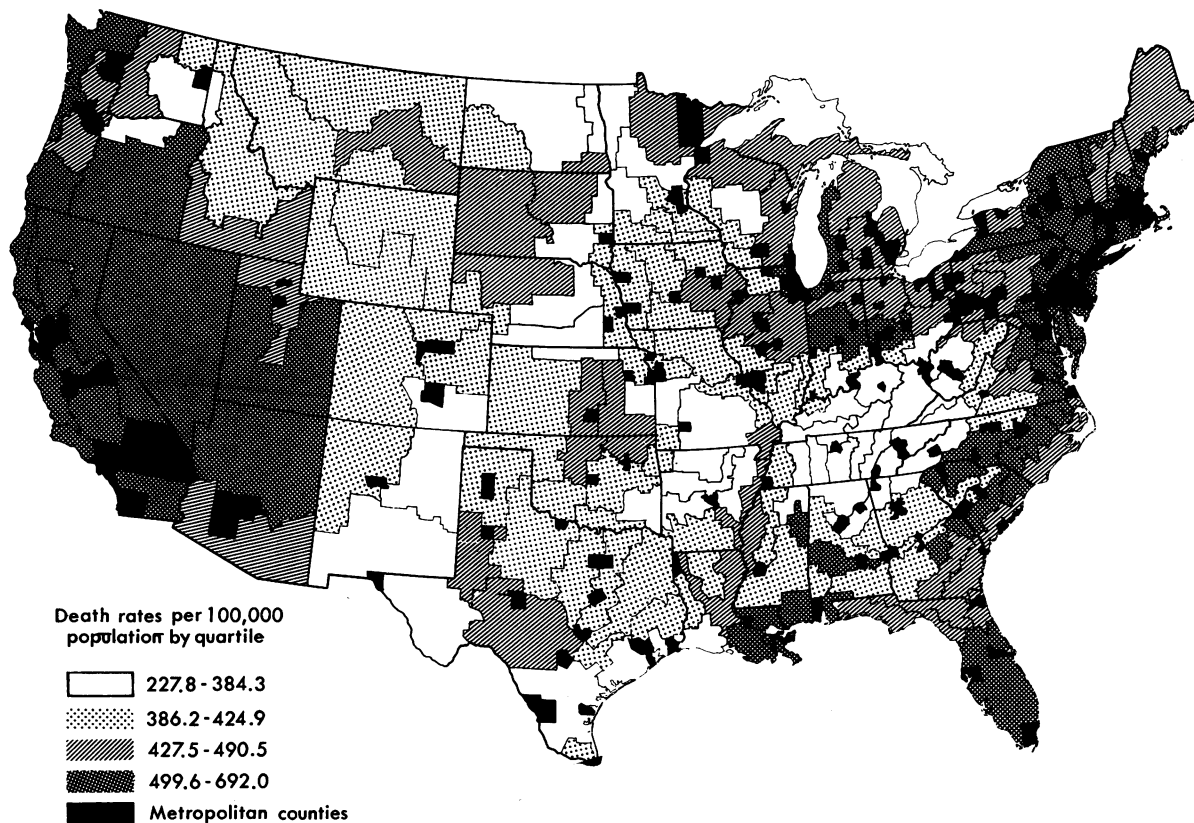 Death rates per 100,000
population by quartile
227.8 - 384.3
386.2 - 424.9
427.5 - 490.5
499.6 - 692.0
Metropolitan counties